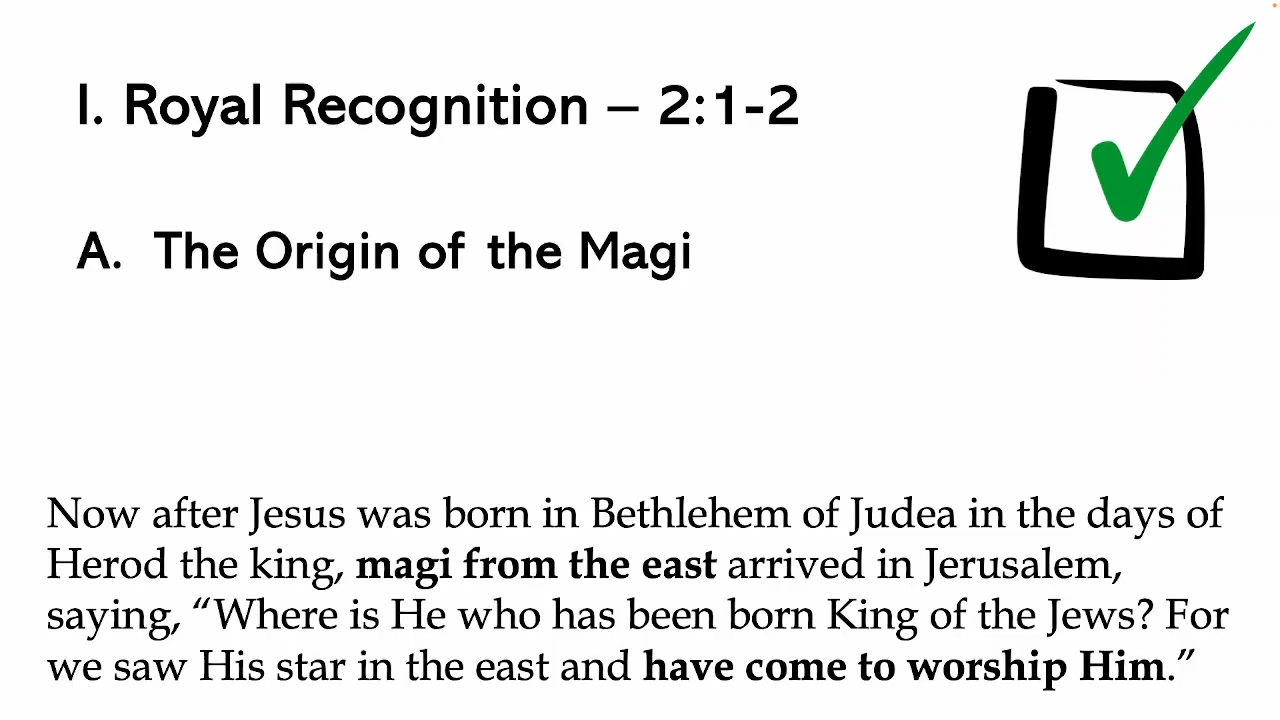 I. Royal Recognition – 2:1-2
A. The Origin of the Magi
Now after Jesus was born in Bethlehem of Judea in the days of
Herod the king, magi from the east arrived in Jerusalem,
saying, “Where is He who has been born King of the Jews? For
we saw His star in the east and have come to worship Him.”